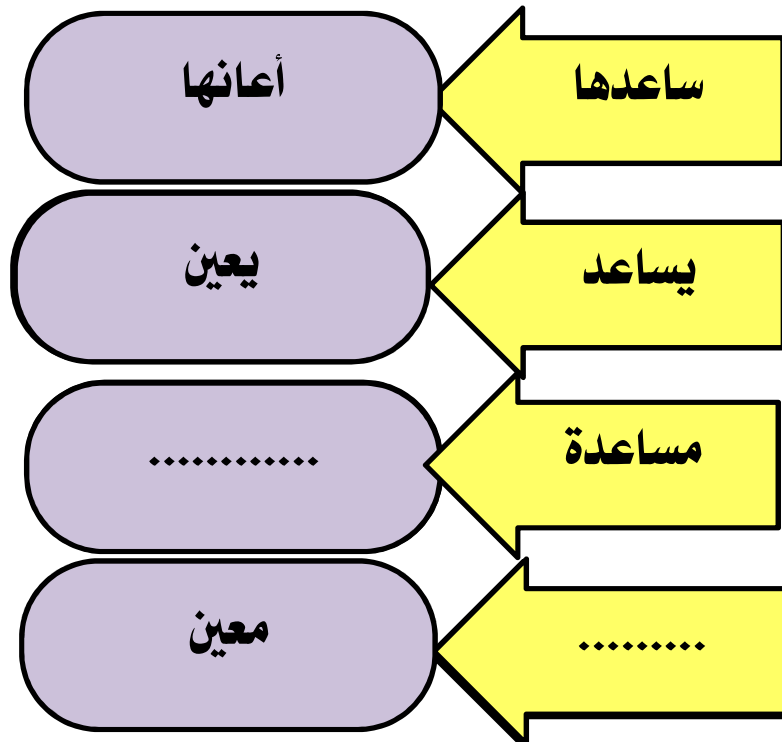 ساعدها أعانها
يساعد يعين
مساعدة ............
......... معين